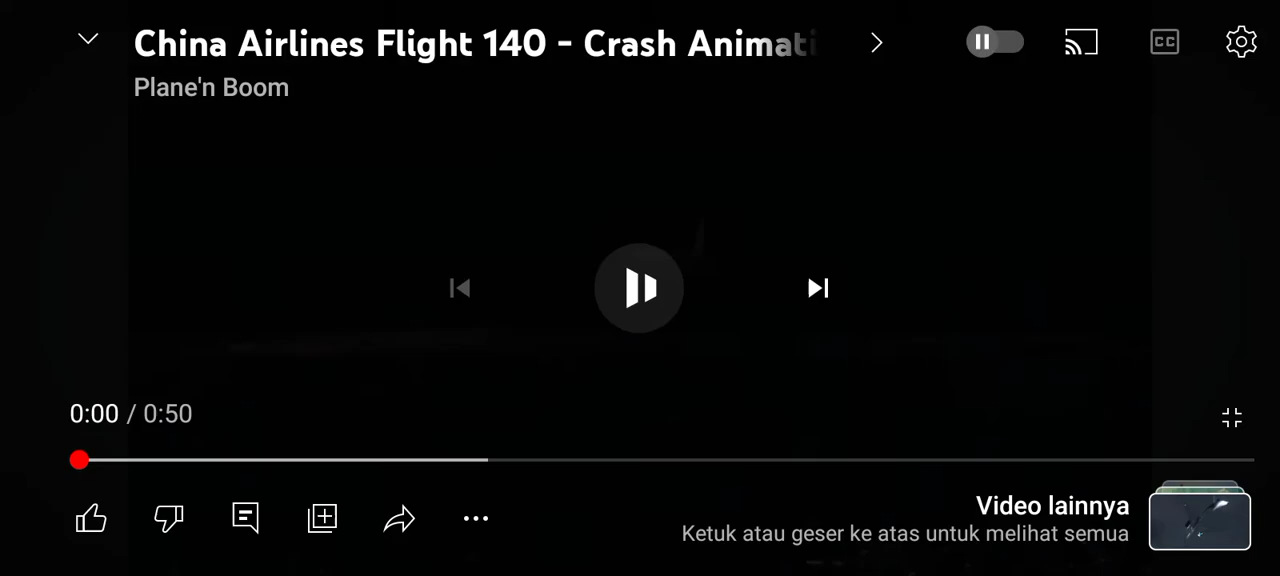 China Airlines Flight 140 - Crash Animati
Plane'n Boom
CC
0:00 / 0:50
Video lainnya
Ketuk atau geser ke atas untuk melihat semua